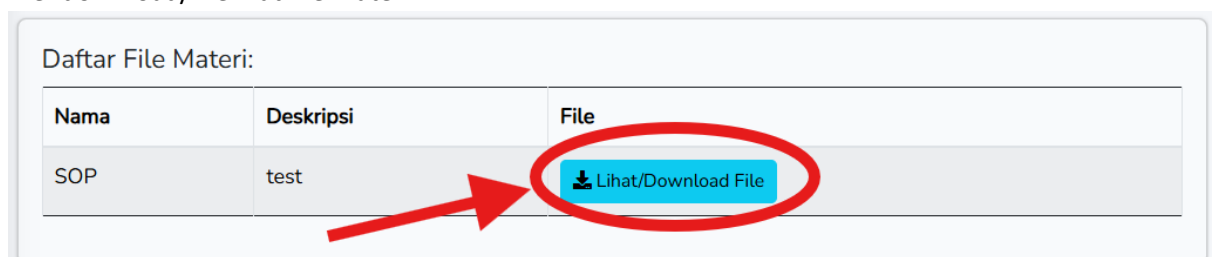 Daftar File Materi:
Nama Deskripsi File
SOP test Lihat/Download File